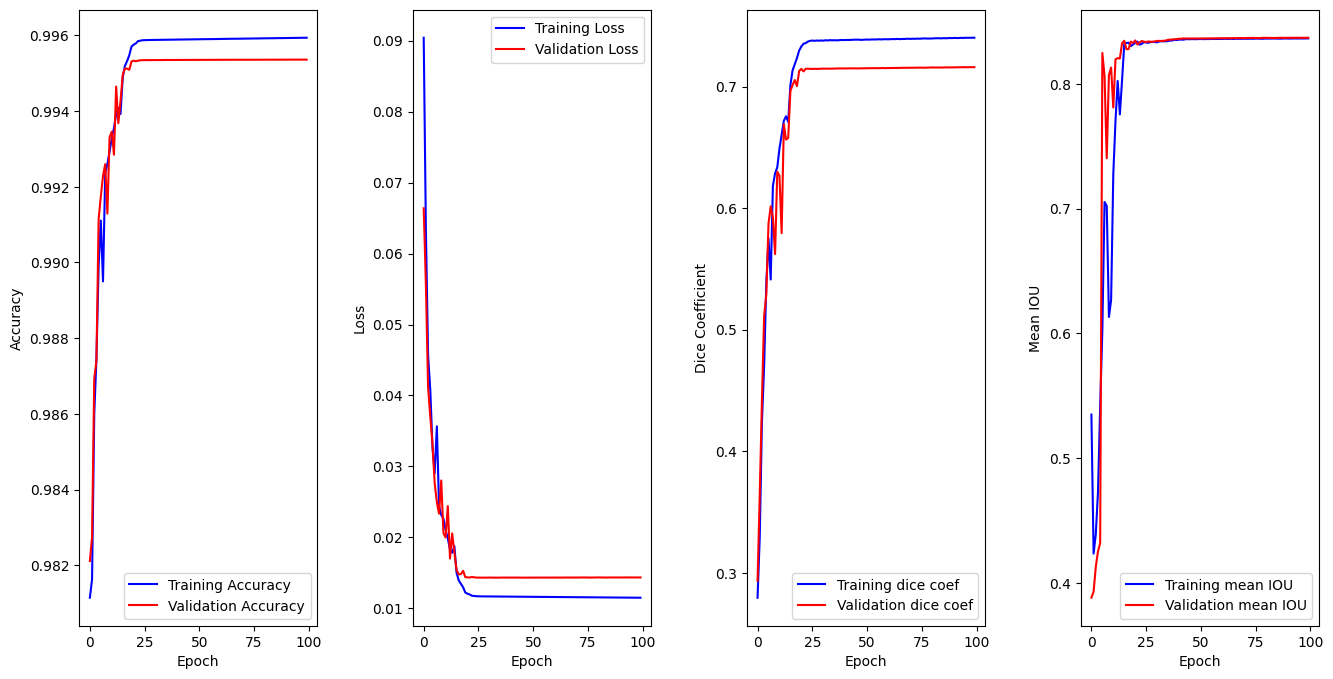 0.996
0.994
0.992
0.990
0.988
0.986
0.984
0.982
Accuracy
Training Accuracy
Validation Accuracy
0 25 50 75 100
Epoch
0.09
0.08
0.07
0.06
0.05
0.04
0.03
0.02
0.01
Loss
Training Loss
Validation Loss
0 25 50 75 100
Epoch
0.7
0.6
0.5
0.4
0.3
Dice Coefficient
Training dice coef
Validation dice coef
0 25 50 75 100
Epoch
0.8
0.7
0.6
0.5
0.4
Mean IOU
Training mean IOU
Validation mean IOU
0 25 50 75 100
Epoch